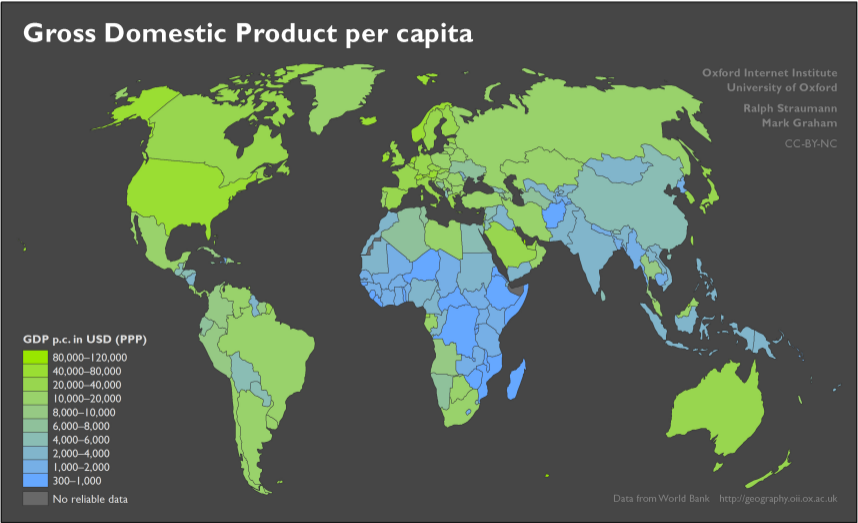 Gross Domestic Product per capita
Oxford Internet Institute
University of Oxford
Ralph Straumann
Mark Graham
CC-BY-NC
GDP p.c. in USD (PPP)
80,000–120,000
40,000–80,000
20,000–40,000
10,000–20,000
8,000–10,000
6,000–8,000
4,000–6,000
2,000–4,000
1,000–2,000
300–1,000
No reliable data
Data from World Bank http://geography.oii.ox.ac.uk